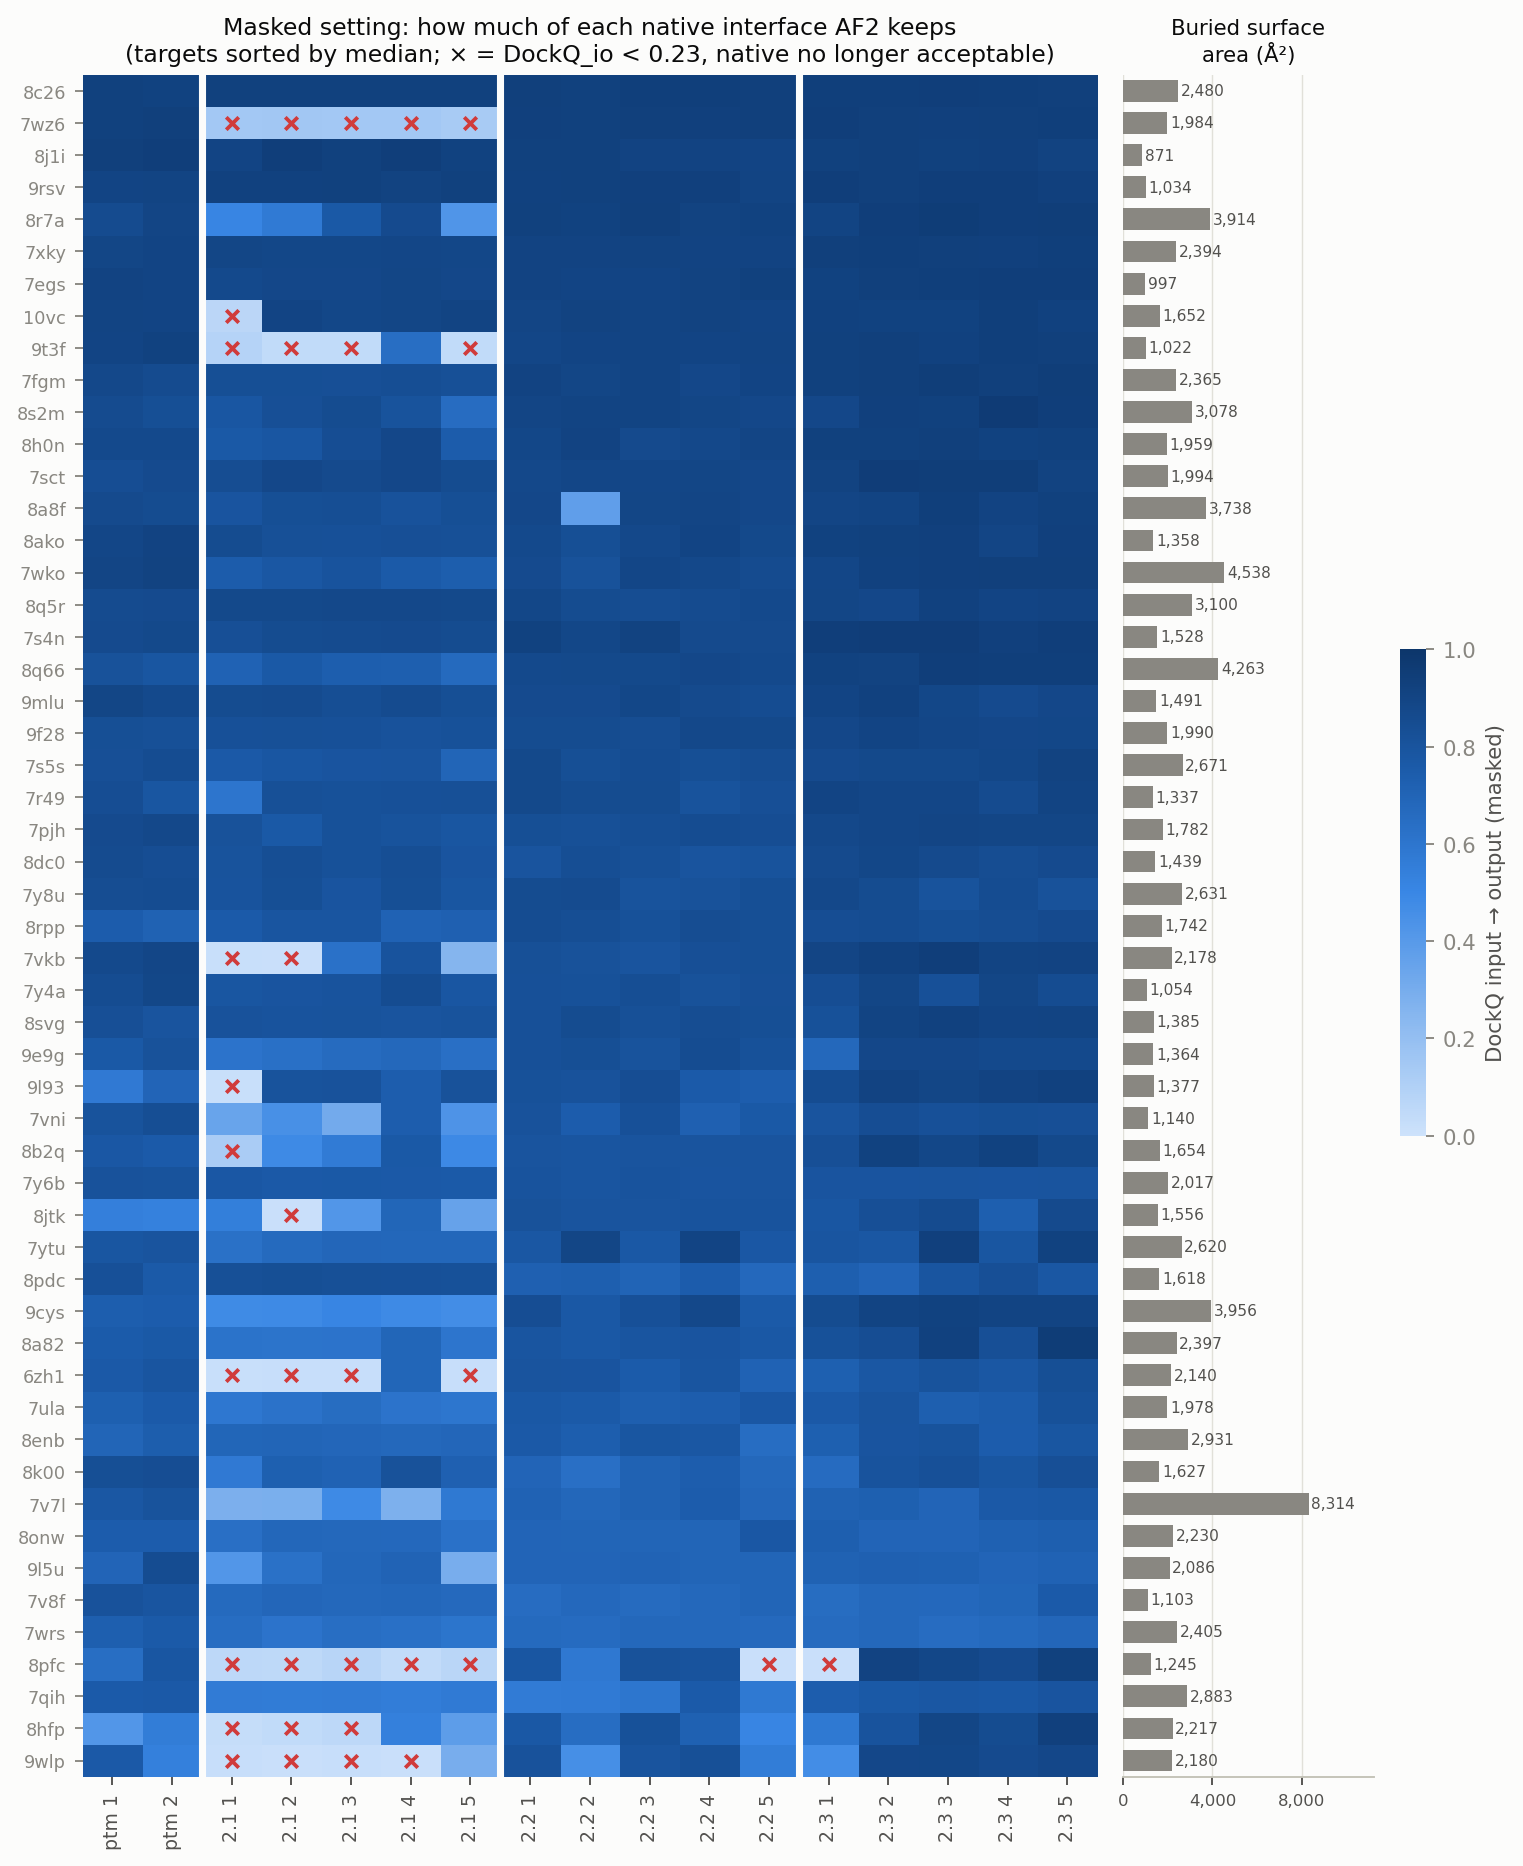 Masked setting: how much of each native interface AF2 keeps
(targets sorted by median; × = DockQ_io < 0.23, native no longer acceptable)
Buried surface
area (Å²)
8c26 2,480
7wz6 1,984
8j1i 871
9rsv 1,034
8r7a 3,914
7xky 2,394
7egs 997
10vc 1,652
9t3f 1,022
7fgm 2,365
8s2m 3,078
8h0n 1,959
7sct 1,994
8a8f 3,738
8ako 1,358
7wko 4,538
8q5r 3,100
7s4n 1,528
8q66 4,263
9mlu 1,491
9f28 1,990
7s5s 2,671
7r49 1,337
7pjh 1,782
8dc0 1,439
7y8u 2,631
8rpp 1,742
7vkb 2,178
7y4a 1,054
8svg 1,385
9e9g 1,364
9l93 1,377
7vni 1,140
8b2q 1,654
7y6b 2,017
8jtk 1,556
7ytu 2,620
8pdc 1,618
9cys 3,956
8a82 2,397
6zh1 2,140
7ula 1,978
8enb 2,931
8k00 1,627
7v7l 8,314
8onw 2,230
9l5u 2,086
7v8f 1,103
7wrs 2,405
8pfc 1,245
7qih 2,883
8hfp 2,217
9wlp 2,180
ptm 1
ptm 2
2.1 1
2.1 2
2.1 3
2.1 4
2.1 5
2.2 1
2.2 2
2.2 3
2.2 4
2.2 5
2.3 1
2.3 2
2.3 3
2.3 4
2.3 5
0 4,000 8,000
1.0
0.8
0.6
0.4
0.2
0.0
DockQ input → output (masked)